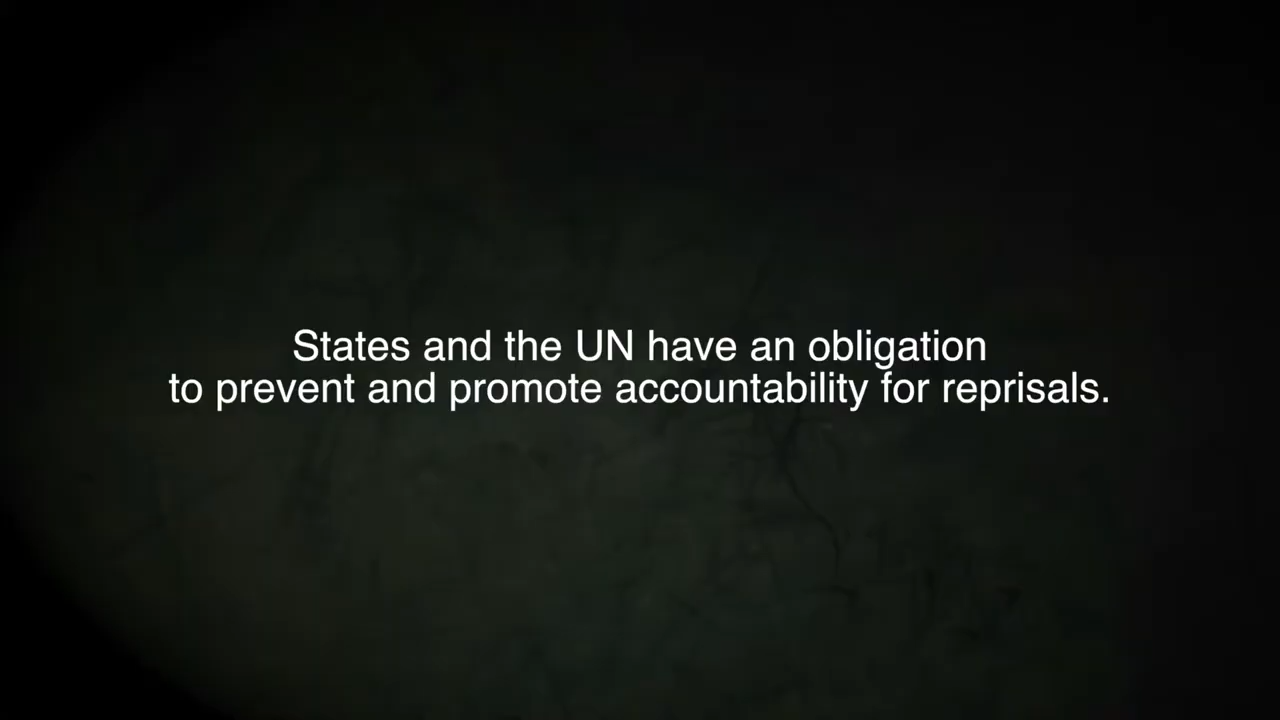 States and the UN have an obligation
to prevent and promote accountability for reprisals.